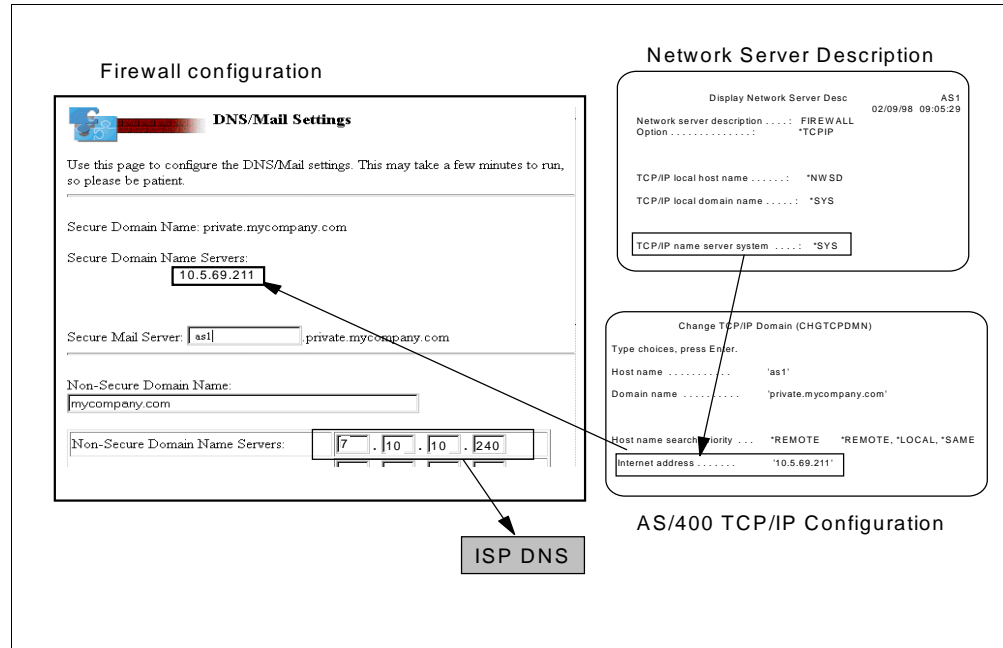 Firewall configuration
DNS/Mail Settings
Use this page to configure the DNS/Mail settings. This may take a few minutes to run,
so please be patient.
Secure Domain Name: private.mycompany.com
Secure Domain Name Servers:
10.5.69.211
Secure Mail Server: as1 .private.mycompany.com
Non-Secure Domain Name:
mycompany.com
Non-Secure Domain Name Servers: 7 . 10 . 10 . 240
ISP DNS
Network Server Description
Display Network Server Desc AS1
02/09/98 09:05:29
Network server description . . . . : FIREWALL
Option . . . . . . . . . . . . . . : *TCPIP
TCP/IP local host name . . . . . . : *NWSD
TCP/IP local domain name . . . . . : *SYS
TCP/IP name server system . . . . : *SYS
Change TCP/IP Domain (CHGTCPDMN)
Type choices, press Enter.
Host name . . . . . . . . . . . 'as1'
Domain name . . . . . . . . . . 'private.mycompany.com'
Host name search priority . . . *REMOTE *REMOTE, *LOCAL, *SAME
Internet address . . . . . . . '10.5.69.211'
AS/400 TCP/IP Configuration